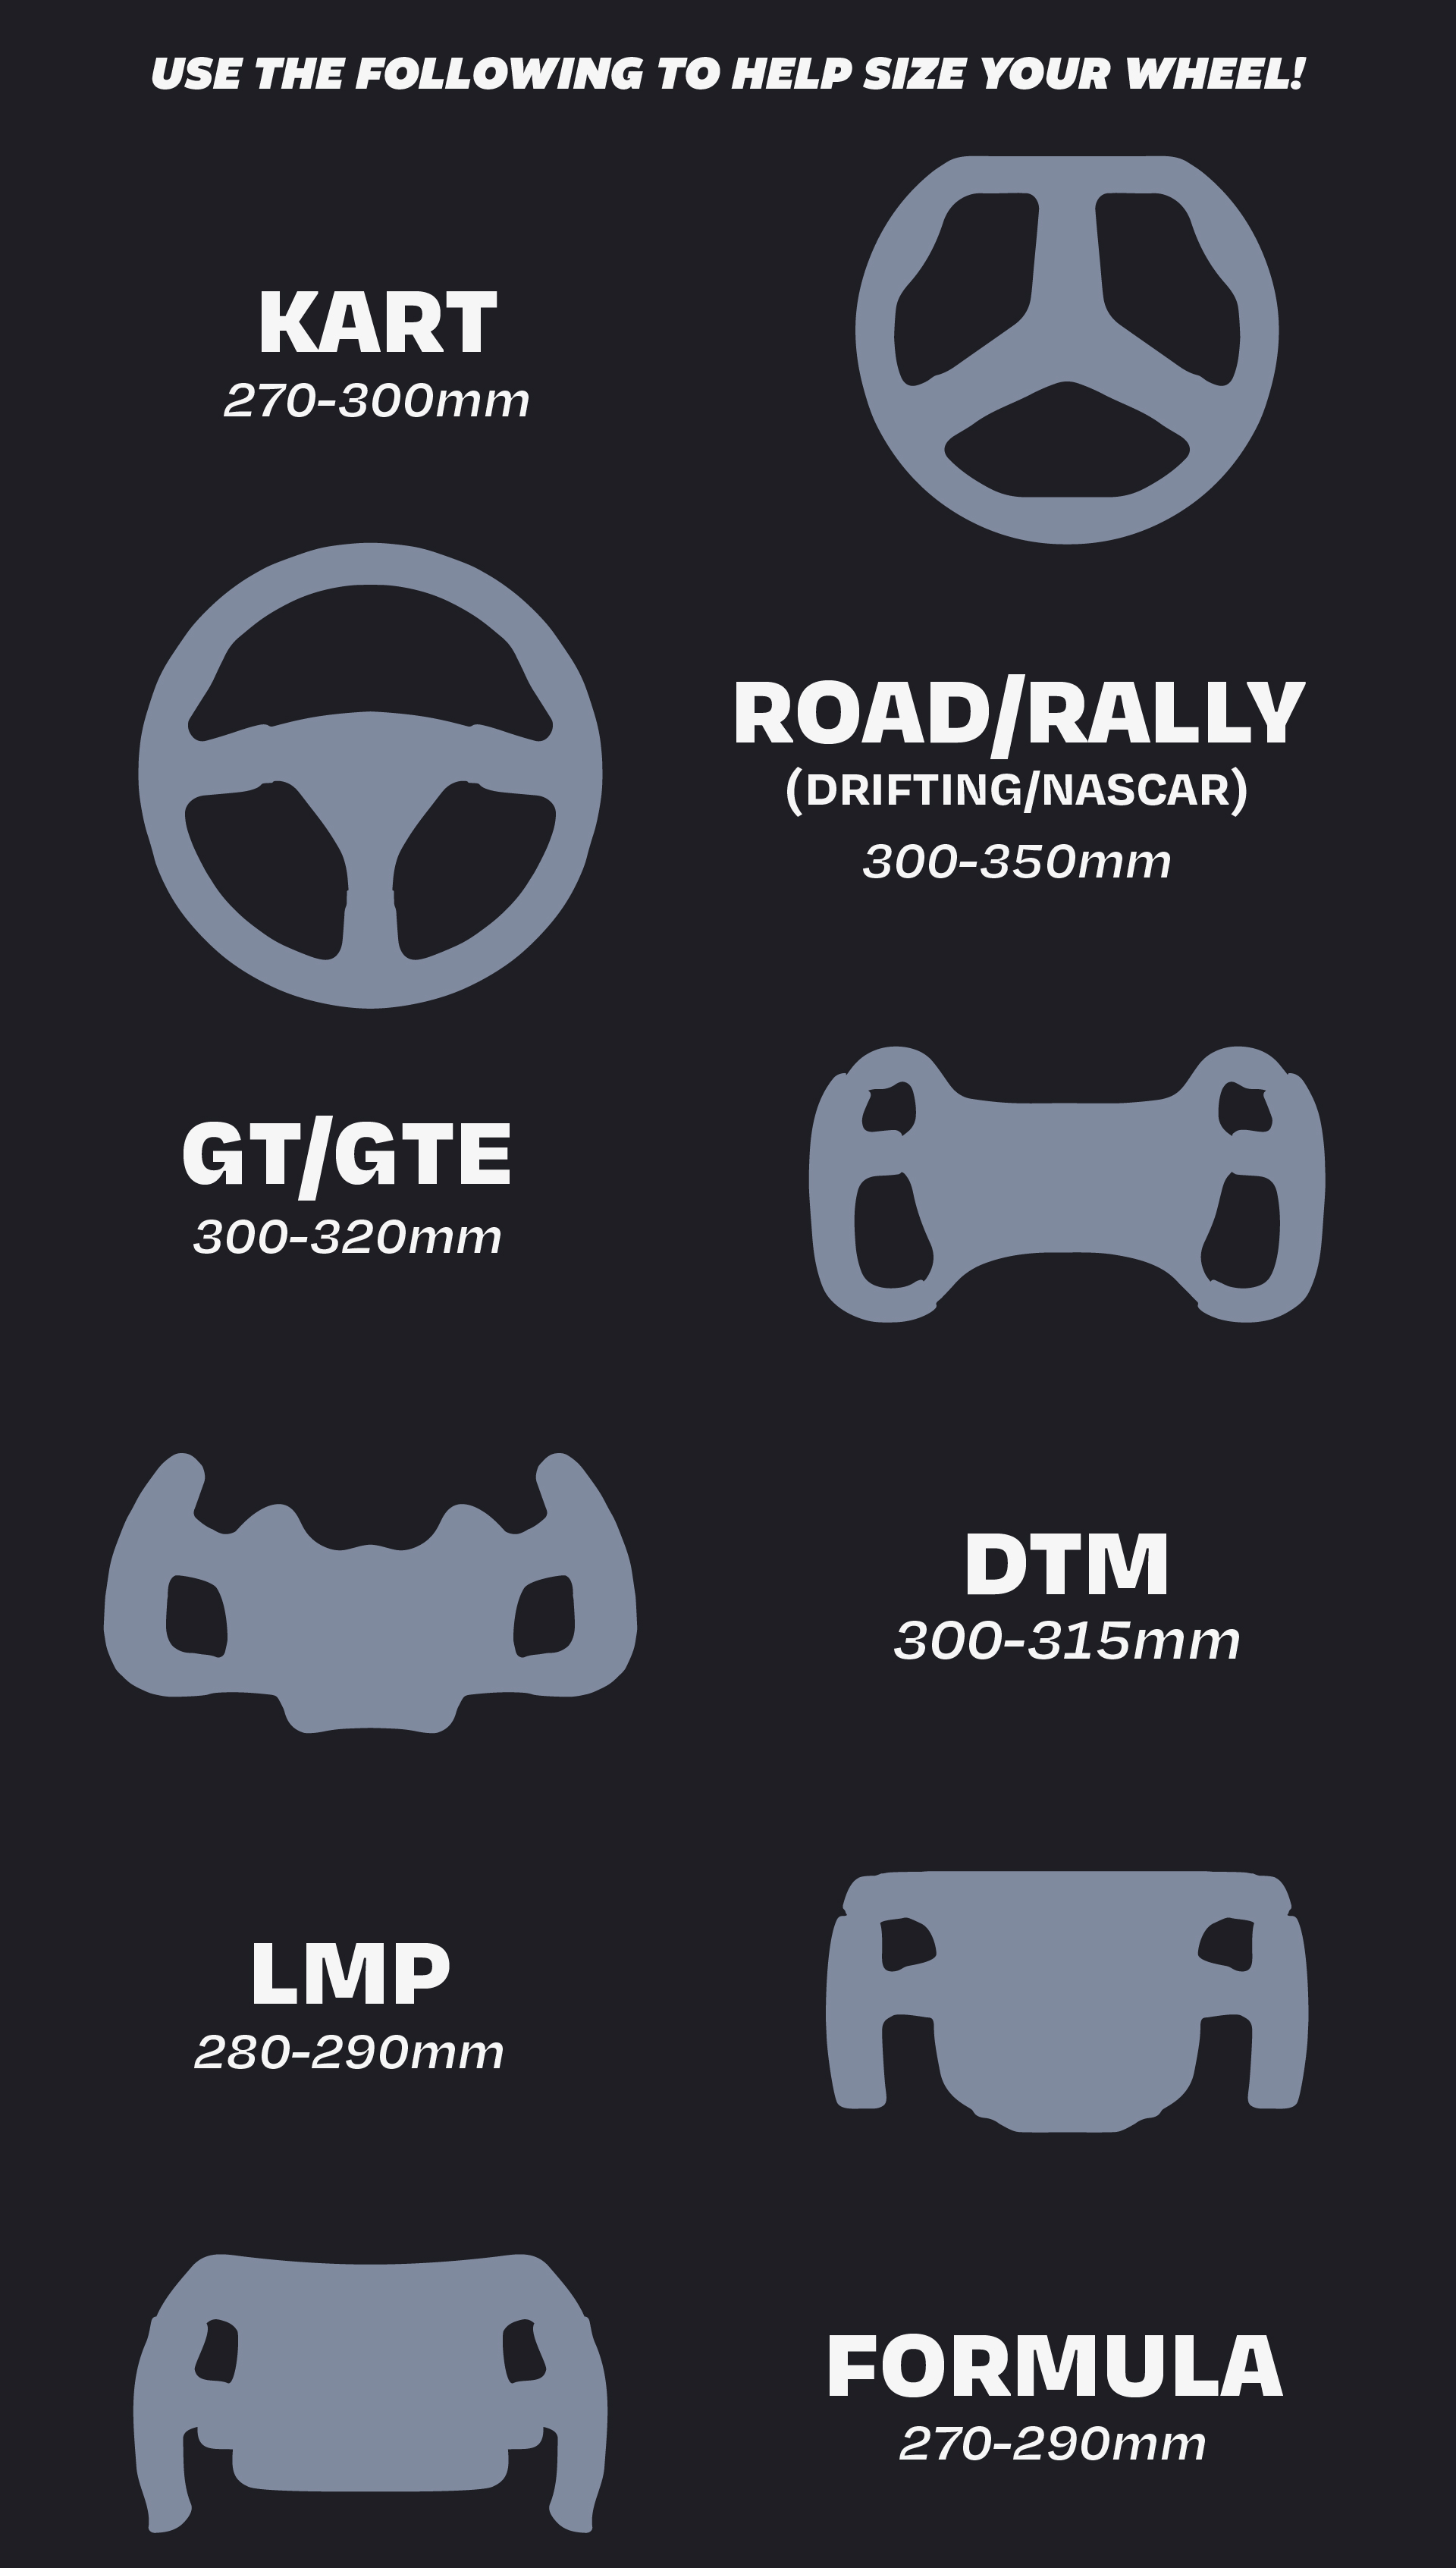 USE THE FOLLOWING TO HELP SIZE YOUR WHEEL!
KART
270-300mm
ROAD/RALLY
(DRIFTING/NASCAR)
300-350mm
GT/GTE
300-320mm
DTM
300-315mm
LMP
280-290mm
FORMULA
270-290mm